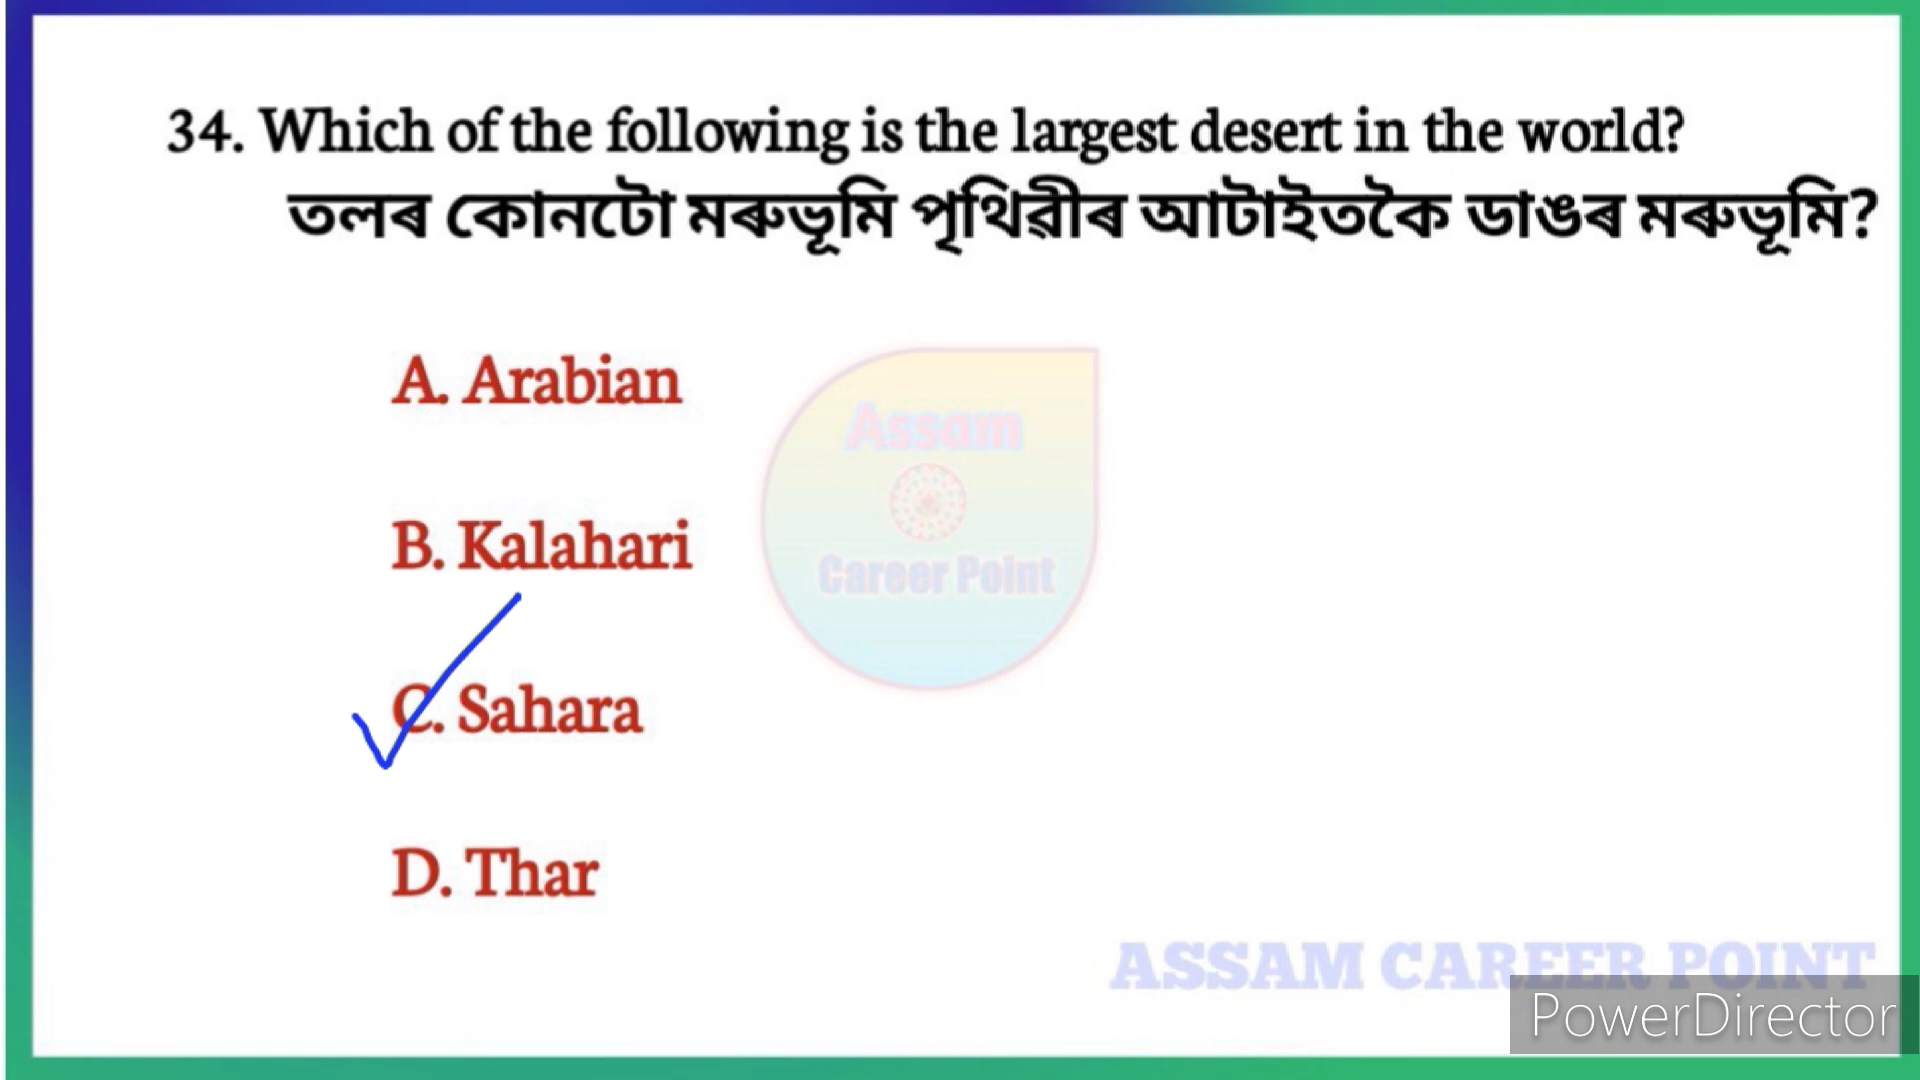 34. Which of the following is the largest desert in the world?
তলৰ কোনটো মৰুভূমি পৃথিৱীৰ আটাইতকৈ ডাঙৰ মৰুভূমি?
A. Arabian
B. Kalahari
C. Sahara
D. Thar
Assam
Career Point
ASSAM CAREER POINT
PowerDirector